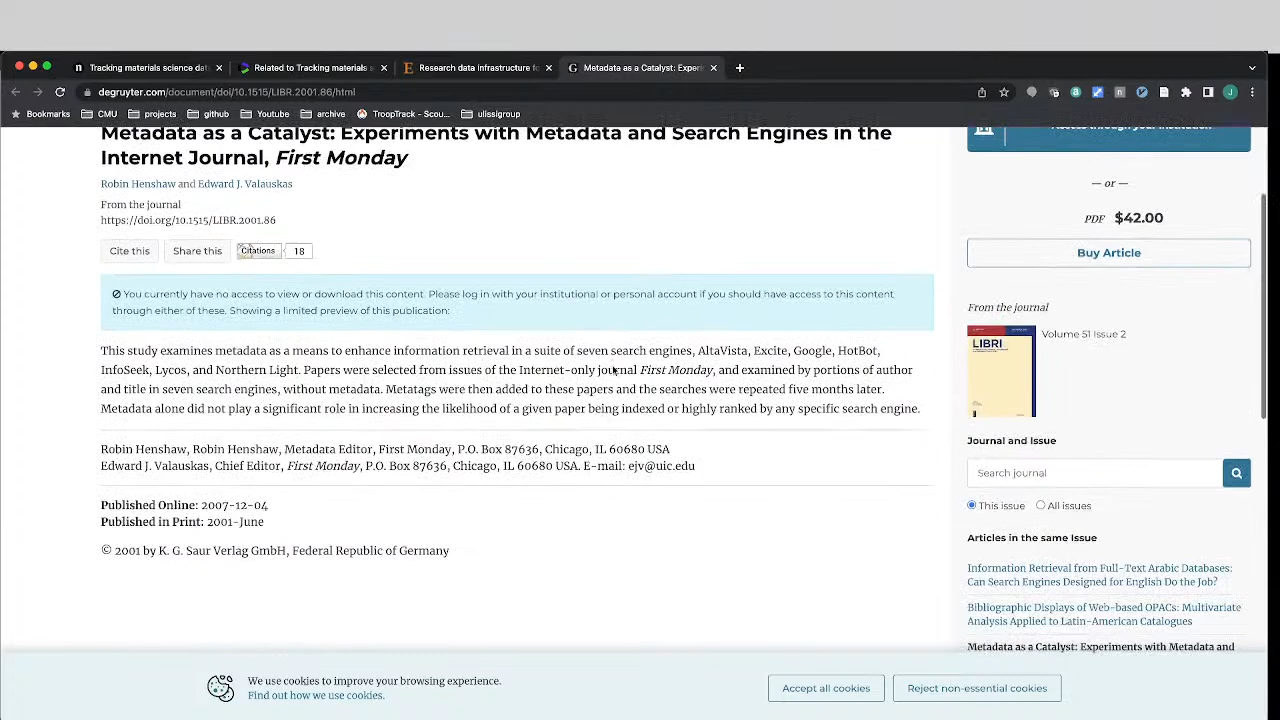 Tracking materials science da
Related to Tracking materials s
Research data infrastructure fo
Metadata as a Catalyst: Experi
degruyter.com/document/doi/10.1515/LIBR.2001.86/html
Bookmarks
CMU
projects
github
Youtube
archive
TroopTrack - Scou...
ulissigroup
Metadata as a Catalyst: Experiments with Metadata and Search Engines in the
Internet Journal, First Monday
Robin Henshaw and Edward J. Valauskas
From the journal
https://doi.org/10.1515/LIBR.2001.86
Cite this
Share this
Citations
18
You currently have no access to view or download this content. Please log in with your institutional or personal account if you should have access to this content
through either of these. Showing a limited preview of this publication:
This study examines metadata as a means to enhance information retrieval in a suite of seven search engines, AltaVista, Excite, Google, HotBot,
InfoSeek, Lycos, and Northern Light. Papers were selected from issues of the Internet-only journal First Monday, and examined by portions of author
and title in seven search engines, without metadata. Metatags were then added to these papers and the searches were repeated five months later.
Metadata alone did not play a significant role in increasing the likelihood of a given paper being indexed or highly ranked by any specific search engine.
Robin Henshaw, Robin Henshaw, Metadata Editor, First Monday, P.O. Box 87636, Chicago, IL 60680 USA
Edward J. Valauskas, Chief Editor, First Monday, P.O. Box 87636, Chicago, IL 60680 USA. E-mail: ejv@uic.edu
Published Online: 2007-12-04
Published in Print: 2001-June
© 2001 by K. G. Saur Verlag GmbH, Federal Republic of Germany
Access through your institution
— or —
PDF $42.00
Buy Article
From the journal
LIBRI
Volume 51 Issue 2
Journal and Issue
Search journal
This issue
All issues
Articles in the same Issue
Information Retrieval from Full-Text Arabic Databases:
Can Search Engines Designed for English Do the Job?
Bibliographic Displays of Web-based OPACs: Multivariate
Analysis Applied to Latin-American Catalogues
Metadata as a Catalyst: Experiments with Metadata and
We use cookies to improve your browsing experience.
Find out how we use cookies.
Accept all cookies
Reject non-essential cookies